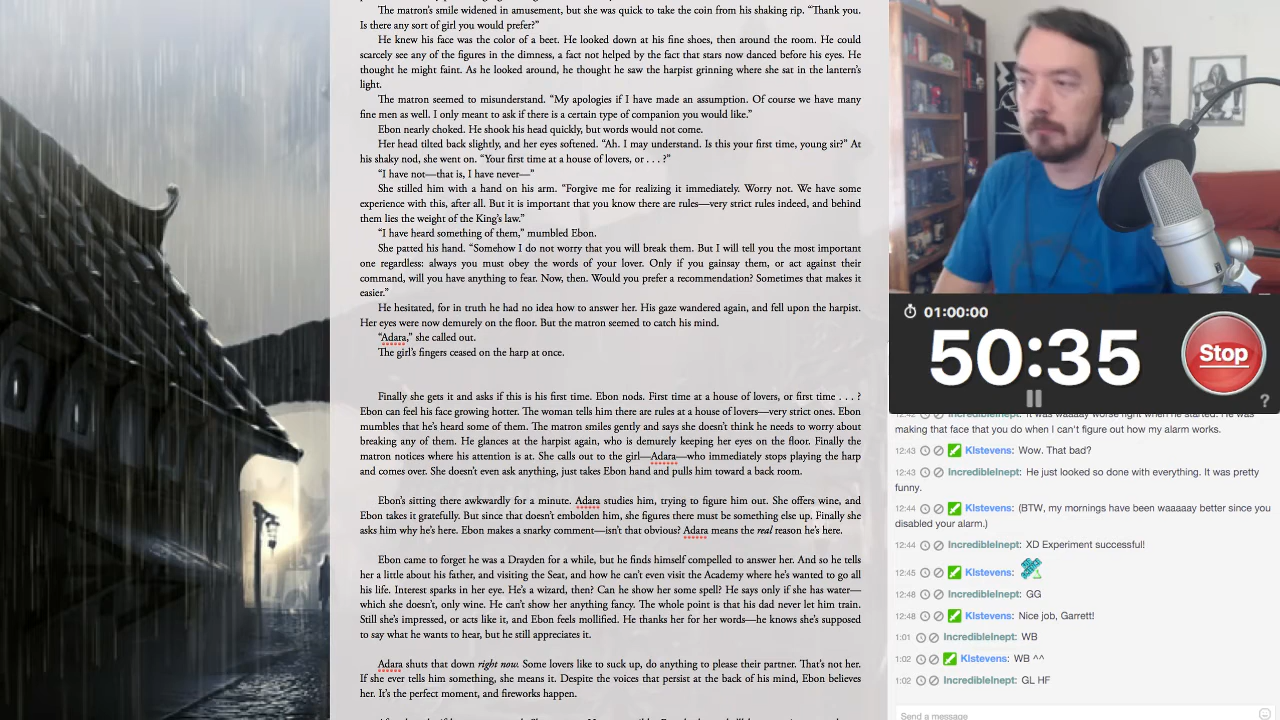 The matron's smile widened in amusement, but she was quick to take the coin from his shaking rip. “Thank you.
Is there any sort of girl you would prefer?”
He knew his face was the color of a beet. He looked down at his fine shoes, then around the room. He could
scarcely see any of the figures in the dimness, a fact not helped by the fact that stars now danced before his eyes. He
thought he might faint. As he looked around, he thought he saw the harpist grinning where she sat in the lantern's
light.
The matron seemed to misunderstand. “My apologies if I have made an assumption. Of course we have many
fine men as well. I only meant to ask if there is a certain type of companion you would like.”
Ebon nearly choked. He shook his head quickly, but words would not come.
Her head tilted back slightly, and her eyes softened. “Ah. I may understand. Is this your first time, young sir?” At
his shaky nod, she went on. “Your first time at a house of lovers, or . . . ?”
“I have not—that is, I have never—”
She stilled him with a hand on his arm. “Forgive me for realizing it immediately. Worry not. We have some
experience with this, after all. But it is important that you know there are rules—very strict rules indeed, and behind
them lies the weight of the King's law.”
“I have heard something of them,” mumbled Ebon.
She patted his hand. “Somehow I do not worry that you will break them. But I will tell you the most important
one regardless: always you must obey the words of your lover. Only if you gainsay them, or act against their
command, will you have anything to fear. Now, then. Would you prefer a recommendation? Sometimes that makes it
easier.”
He hesitated, for in truth he had no idea how to answer her. His gaze wandered again, and fell upon the harpist.
Her eyes were now demurely on the floor. But the matron seemed to catch his mind.
“Adara,” she called out.
The girl's fingers ceased on the harp at once.
Finally she gets it and asks if this is his first time. Ebon nods. First time at a house of lovers, or first time . . . ?
Ebon can feel his face growing hotter. The woman tells him there are rules at a house of lovers—very strict ones. Ebon
mumbles that he's heard some of them. The matron smiles gently and says she doesn't think he needs to worry about
breaking any of them. He glances at the harpist again, who is demurely keeping her eyes on the floor. Finally the
matron notices where his attention is at. She calls out to the girl—Adara—who immediately stops playing the harp
and comes over. She doesn't even ask anything, just takes Ebon hand and pulls him toward a back room.
Ebon's sitting there awkwardly for a minute. Adara studies him, trying to figure him out. She offers wine, and
Ebon takes it gratefully. But since that doesn't embolden him, she figures there must be something else up. Finally she
asks him why he's here. Ebon makes a snarky comment—isn't that obvious? Adara means the real reason he's here.
Ebon came to forget he was a Drayden for a while, but he finds himself compelled to answer her. And so he tells
her a little about his father, and visiting the Seat, and how he can't even visit the Academy where he's wanted to go all
his life. Interest sparks in her eye. He's a wizard, then? Can he show her some spell? He says only if she has water—
which she doesn't, only wine. He can't show her anything fancy. The whole point is that his dad never let him train.
Still she's impressed, or acts like it, and Ebon feels mollified. He thanks her for her words—he knows she's supposed
to say what he wants to hear, but he still appreciates it.
Adara shuts that down right now. Some lovers like to suck up, do anything to please their partner. That's not her.
If she ever tells him something, she means it. Despite the voices that persist at the back of his mind, Ebon believes
her. It's the perfect moment, and fireworks happen.
01:00:00
50:35
Stop
?
making that face that you do when I can't figure out how my alarm works.
12:43 Klstevens: Wow. That bad?
12:43 IncredibleInept: He just looked so done with everything. It was pretty
funny.
12:44 Klstevens: (BTW, my mornings have been waaaaay better since you
disabled your alarm.)
12:44 IncredibleInept: XD Experiment successful!
12:45 Klstevens:
12:48 IncredibleInept: GG
12:48 Klstevens: Nice job, Garrett!
1:01 IncredibleInept: WB
1:02 Klstevens: WB ^^
1:02 IncredibleInept: GL HF
Send a message